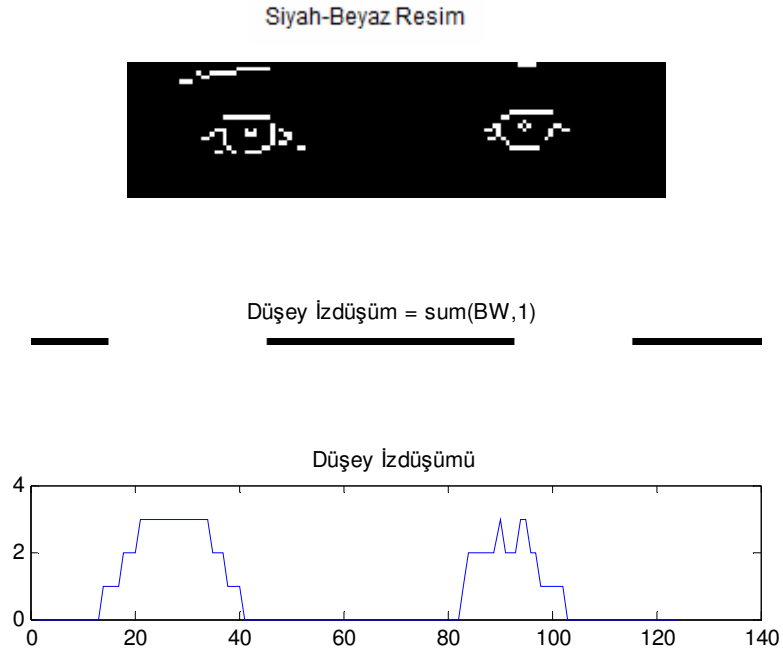 Siyah-Beyaz Resim
Düşey İzdüşüm = sum(BW,1)
Düşey İzdüşümü
4
2
0
0 20 40 60 80 100 120 140